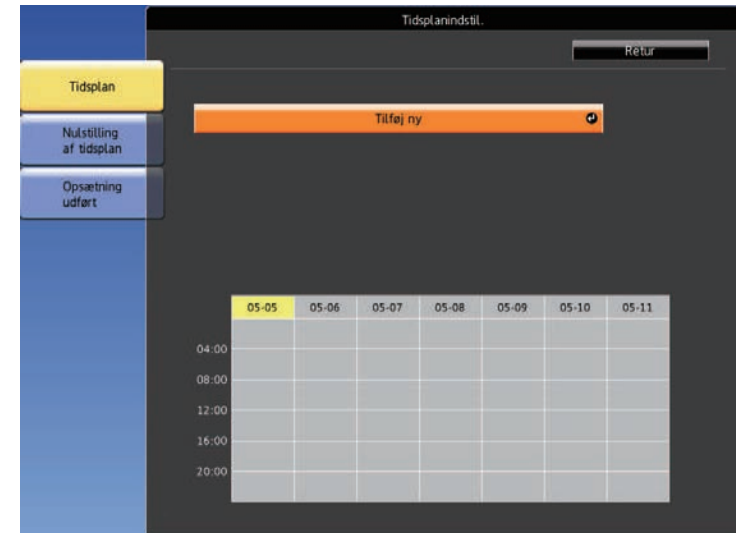 Tidsplanindstil.
Retur
Tidsplan
Tilføj ny
Nulstilling
af tidsplan
Opsætning
udført
05-05 05-06 05-07 05-08 05-09 05-10 05-11
04:00
08:00
12:00
16:00
20:00